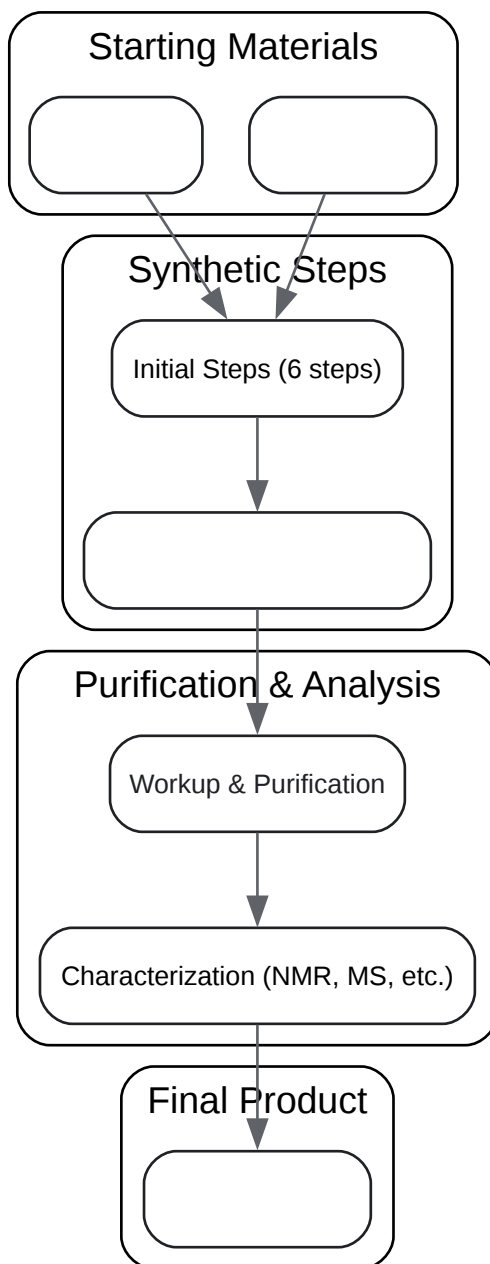 Starting Materials
Synthetic Steps
Initial Steps (6 steps)
Purification & Analysis
Workup & Purification
Characterization (NMR, MS, etc.)
Final Product